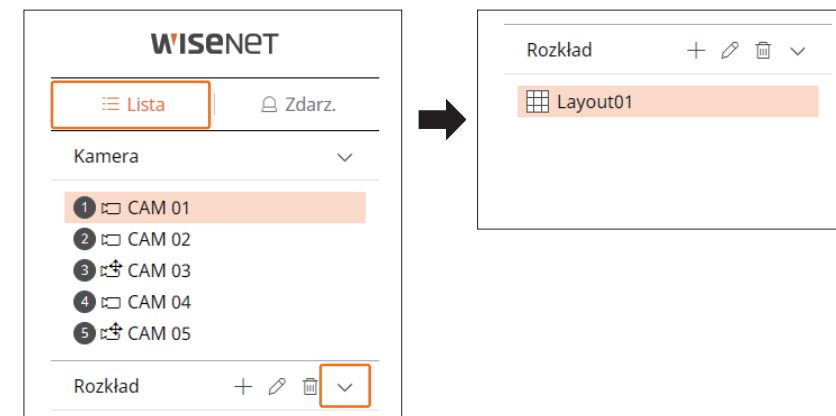 WISENET
Lista
Zdarz.
Kamera
1 CAM 01
2 CAM 02
3 CAM 03
4 CAM 04
5 CAM 05
Rozkład
Rozkład
Layout01